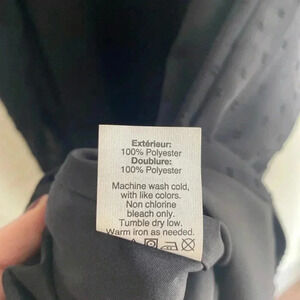 Extérieur:
100% Polyester
Doublure:
100% Polyester
Machine wash cold,
with like colors.
Non chlorine
bleach only.
Tumble dry low.
Warm iron as needed.